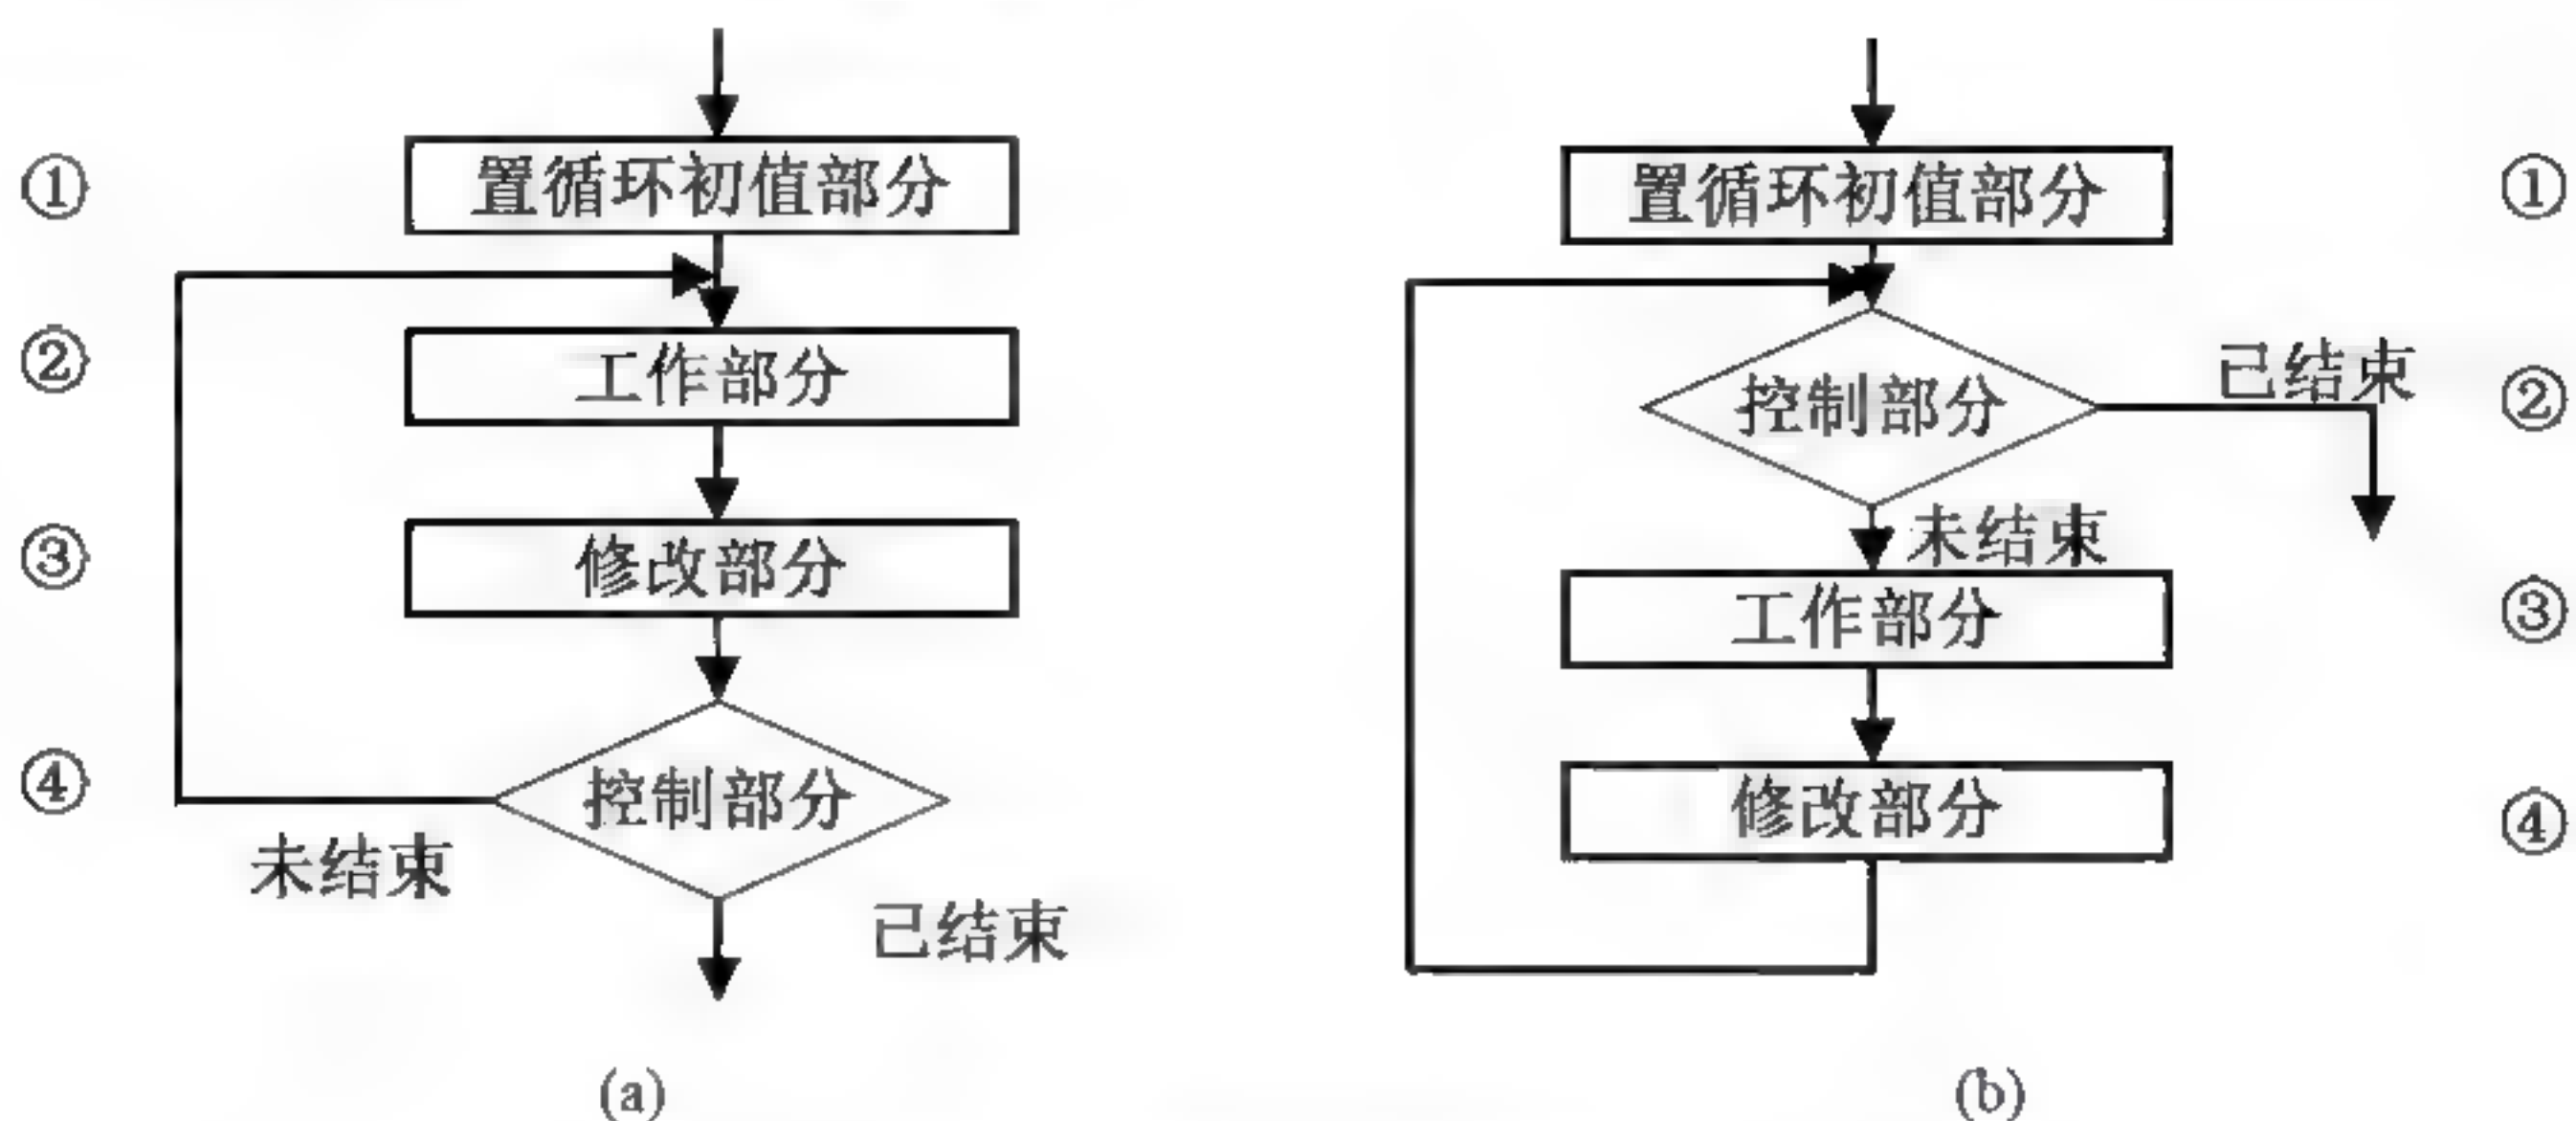 ①
置循环初值部分
②
工作部分
③
修改部分
④
控制部分
未结束
已结束
(a)
置循环初值部分
①
控制部分
已结束
②
未结束
工作部分
③
修改部分
④
(b)